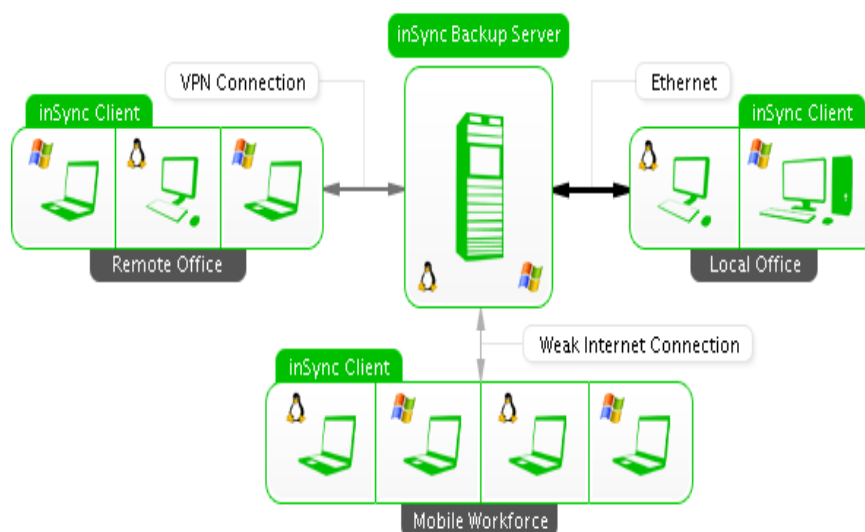 inSync Backup Server
VPN Connection
Ethernet
inSync Client
inSync Client
Remote Office
Local Office
Weak Internet Connection
inSync Client
Mobile Workforce